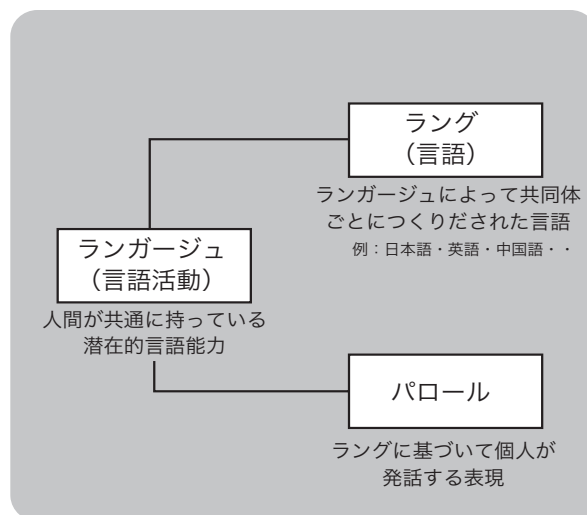 ラング
（言語）
ランガージュによって共同体
ごとにつくりだされた言語
例：日本語・英語・中国語・・
ランガージュ
（言語活動）
人間が共通に持っている
潜在的言語能力
パロール
ラングに基づいて個人が
発話する表現